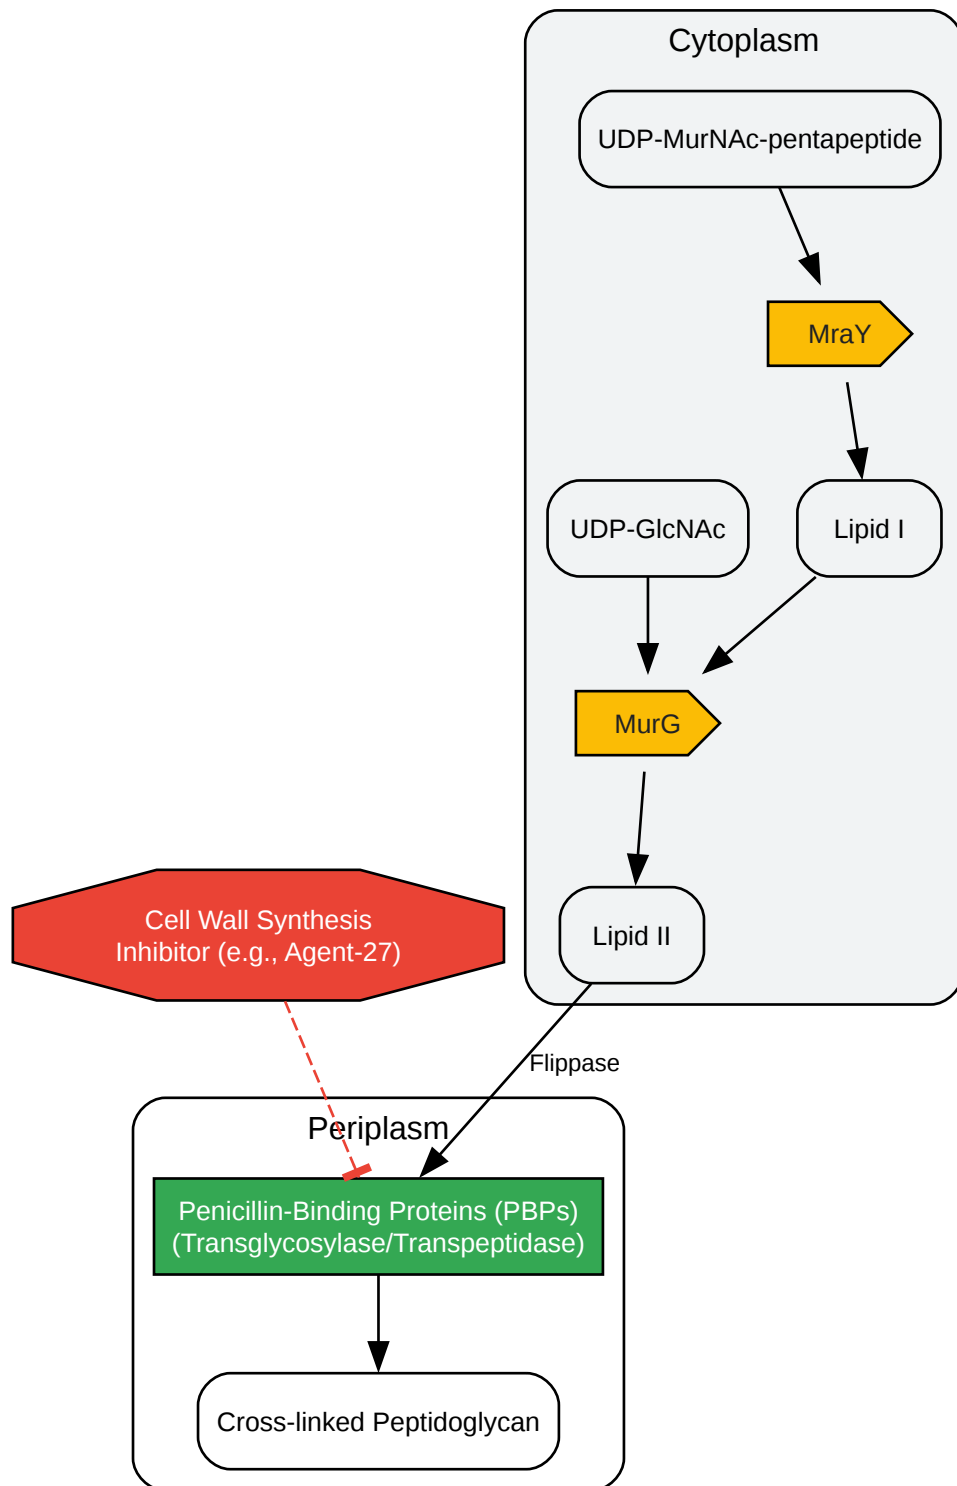 Cytoplasm
UDP-MurNAc-pentapeptide
MraY
UDP-GlcNAc
Lipid I
MurG
Cell Wall Synthesis
Inhibitor (e.g., Agent-27)
Lipid II
Flippase
Periplasm
Penicillin-Binding Proteins (PBPs)
(Transglycosylase/Transpeptidase)
Cross-linked Peptidoglycan